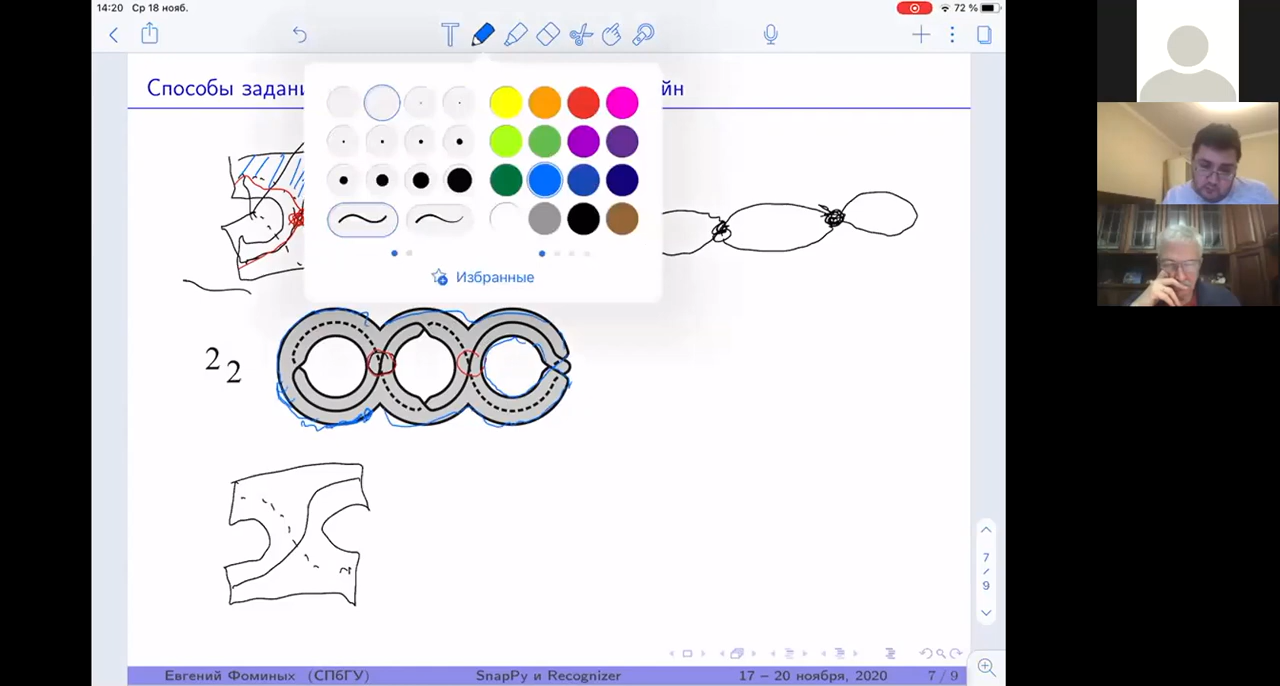 14:20 Ср 18 нояб.
72 %
T
Способы задани
йн
Избранные
2 2
7
/
9
Евгений Фоминых (СПбГУ)
SnapPy и Recognizer
17 – 20 ноября, 2020
7 / 9